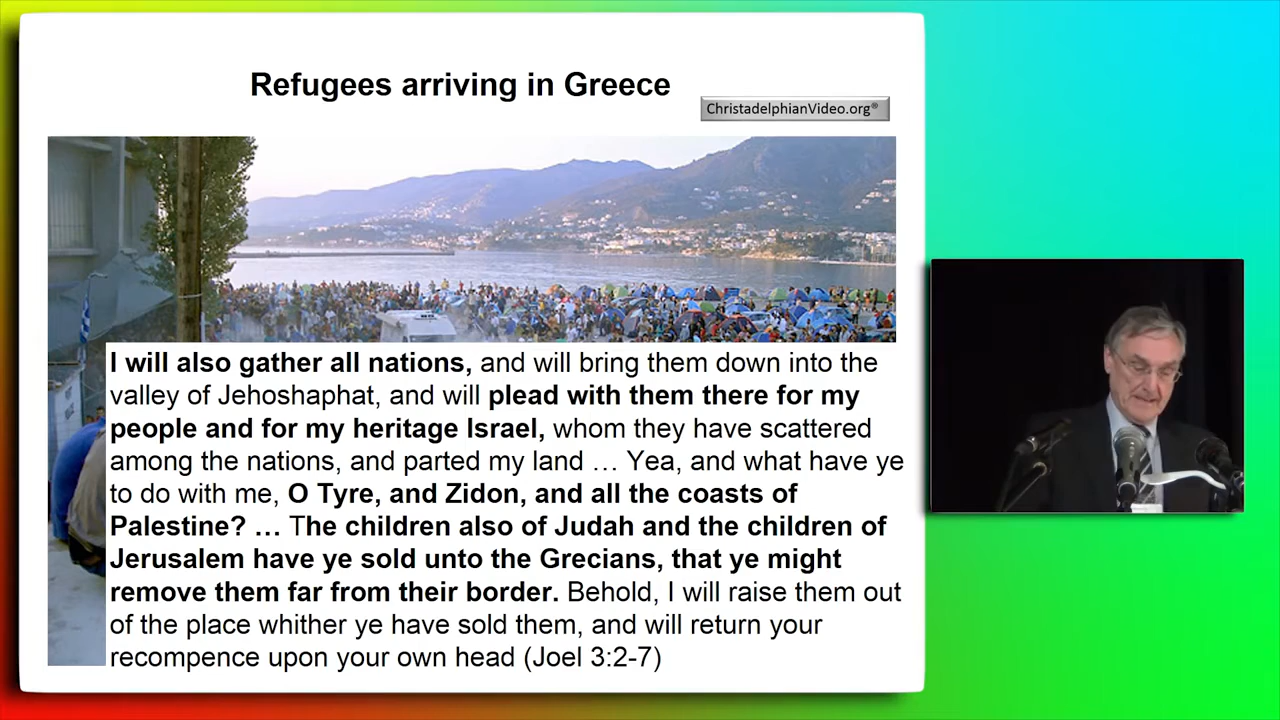 Refugees arriving in Greece
ChristadelphianVideo.org®
I will also gather all nations, and will bring them down into the
valley of Jehoshaphat, and will plead with them there for my
people and for my heritage Israel, whom they have scattered
among the nations, and parted my land … Yea, and what have ye
to do with me, O Tyre, and Zidon, and all the coasts of
Palestine? … The children also of Judah and the children of
Jerusalem have ye sold unto the Grecians, that ye might
remove them far from their border. Behold, I will raise them out
of the place whither ye have sold them, and will return your
recompence upon your own head (Joel 3:2-7)